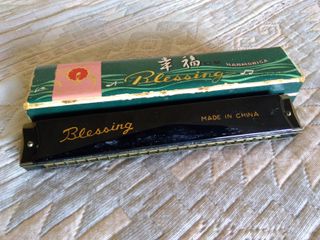 幸福
HARMONICA
Blessing
Blessing
MADE IN CHINA